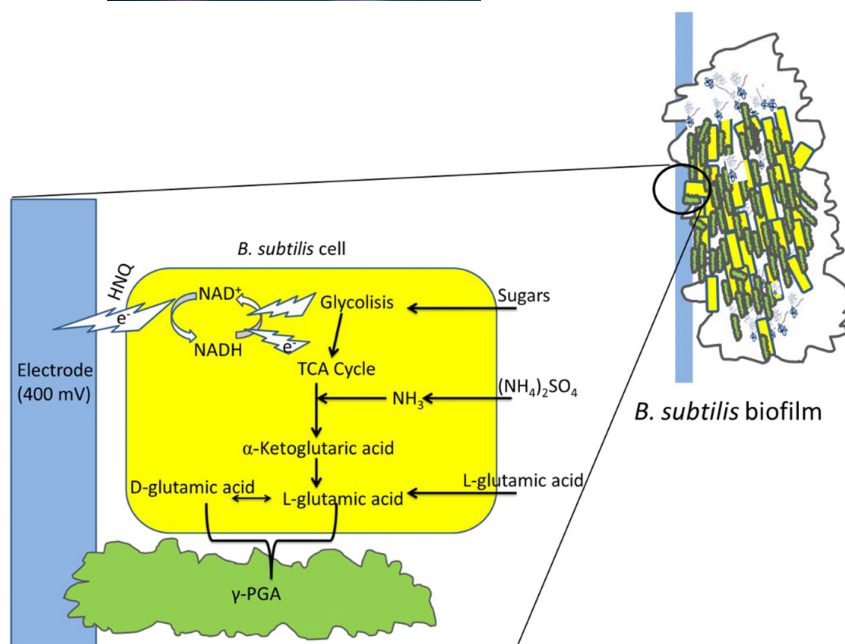 B. subtilis cell
HNQ
e-
NAD+
NADH
e-
Glycolisis
Sugars
TCA Cycle
Electrode
(400 mV)
NH3
(NH4)2SO4
B. subtilis biofilm
α-Ketoglutaric acid
D-glutamic acid
L-glutamic acid
L-glutamic acid
γ-PGA